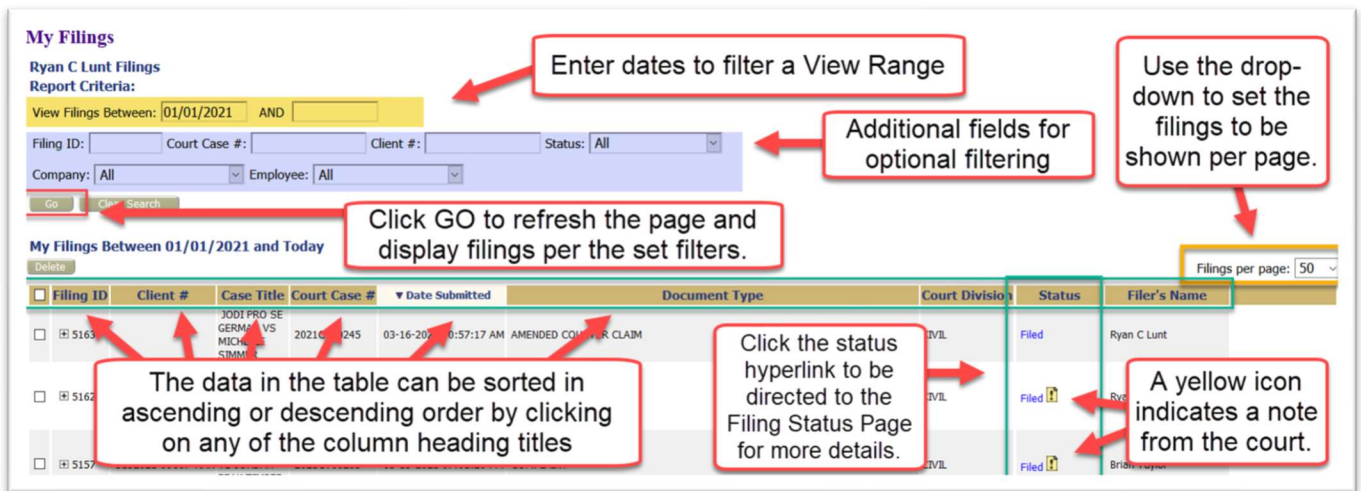 My Filings
Ryan C Lunt Filings
Report Criteria:
View Filings Between: 01/01/2021 AND
Filing ID: Court Case #: Client #: Status: All
Company: All Employee: All
Go Search
Enter dates to filter a View Range
Additional fields for
optional filtering
Use the drop-
down to set the
filings to be
shown per page.
Click GO to refresh the page and
display filings per the set filters.
My Filings Between 01/01/2021 and Today
Delete
Filings per page: 50
Filing ID Client # Case Title Court Case # ▼ Date Submitted Document Type Court Division Status Filer's Name
JODI PRO SE
5163 VS 03-16- AMENDED CLAIM Filed Ryan C Lunt
5162 Filed
5157 Filed
The data in the table can be sorted in
ascending or descending order by clicking
on any of the column heading titles
Click the status
hyperlink to be
directed to the
Filing Status Page
for more details.
A yellow icon
indicates a note
from the court.